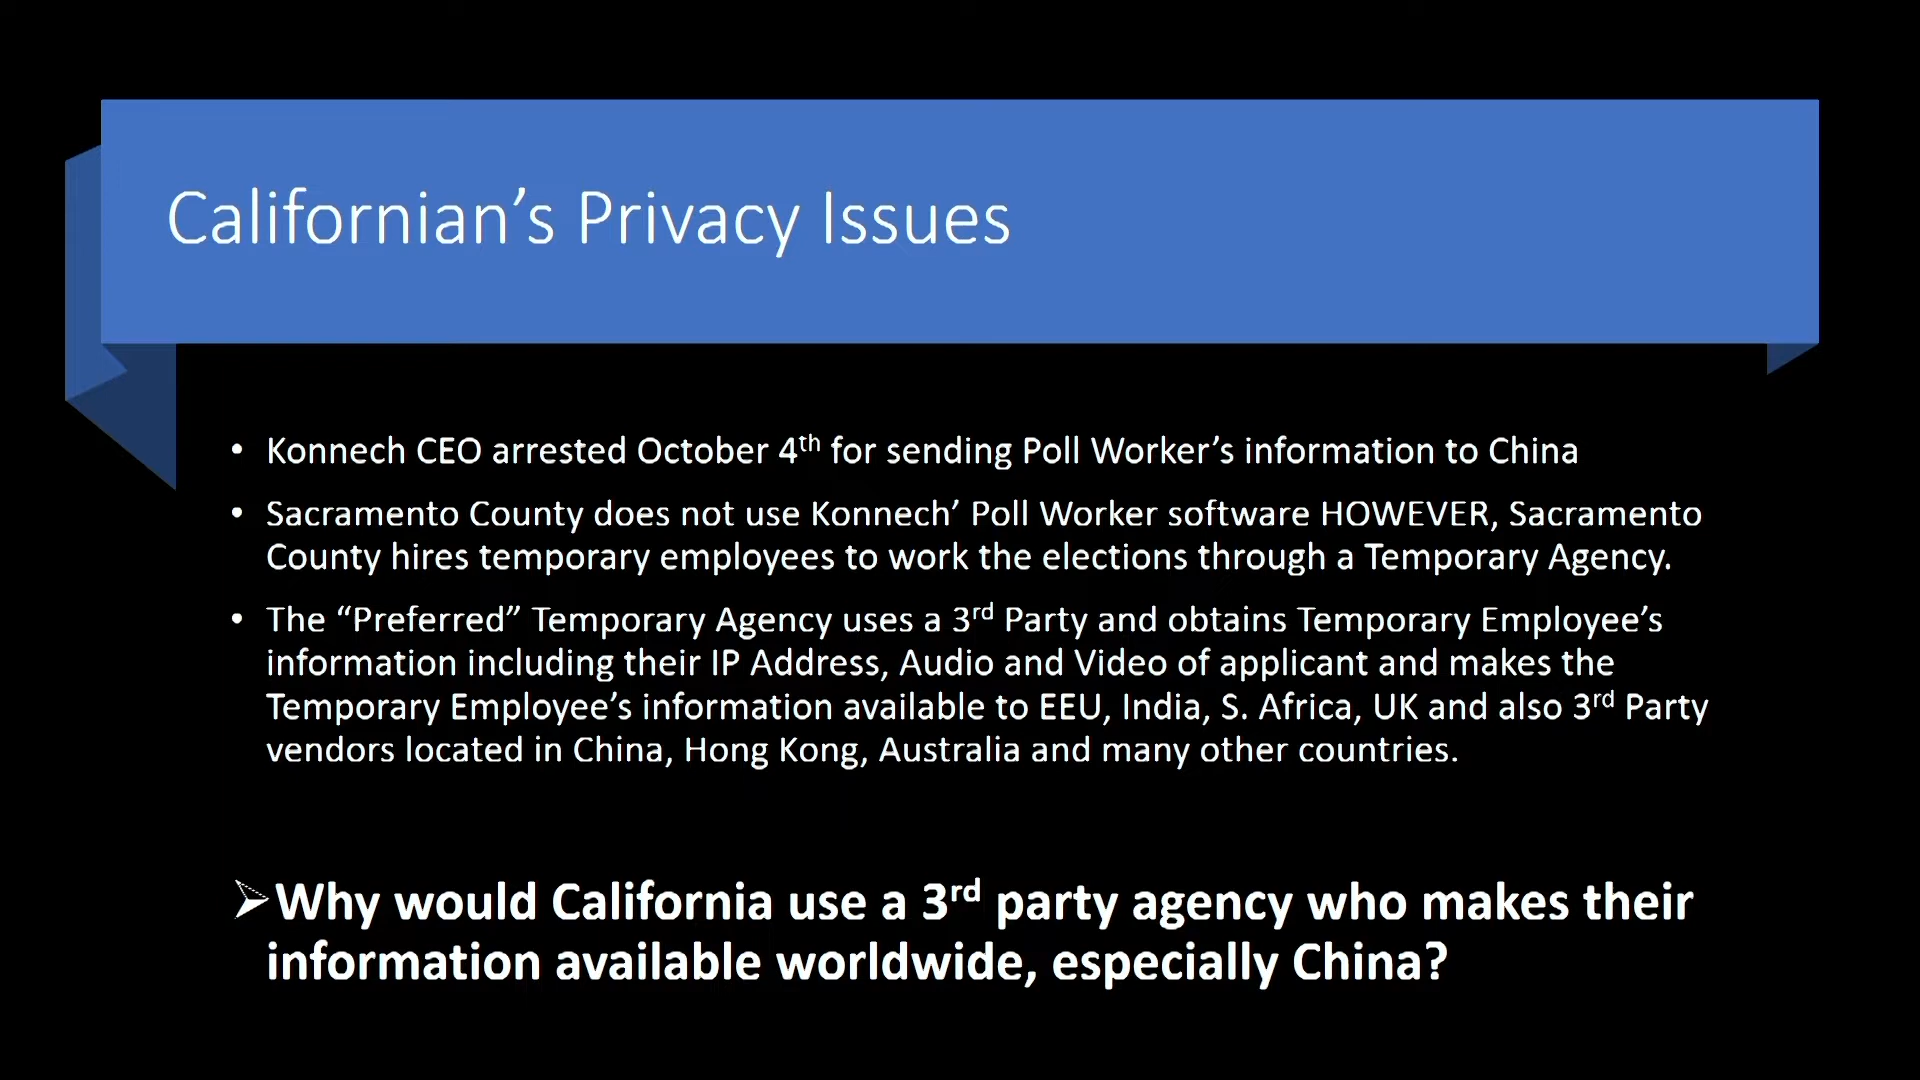 Californian’s Privacy Issues
• Konnech CEO arrested October 4th for sending Poll Worker’s information to China
• Sacramento County does not use Konnech’ Poll Worker software HOWEVER, Sacramento
County hires temporary employees to work the elections through a Temporary Agency.
• The “Preferred” Temporary Agency uses a 3rd Party and obtains Temporary Employee’s
information including their IP Address, Audio and Video of applicant and makes the
Temporary Employee’s information available to EEU, India, S. Africa, UK and also 3rd Party
vendors located in China, Hong Kong, Australia and many other countries.
➢Why would California use a 3rd party agency who makes their
information available worldwide, especially China?